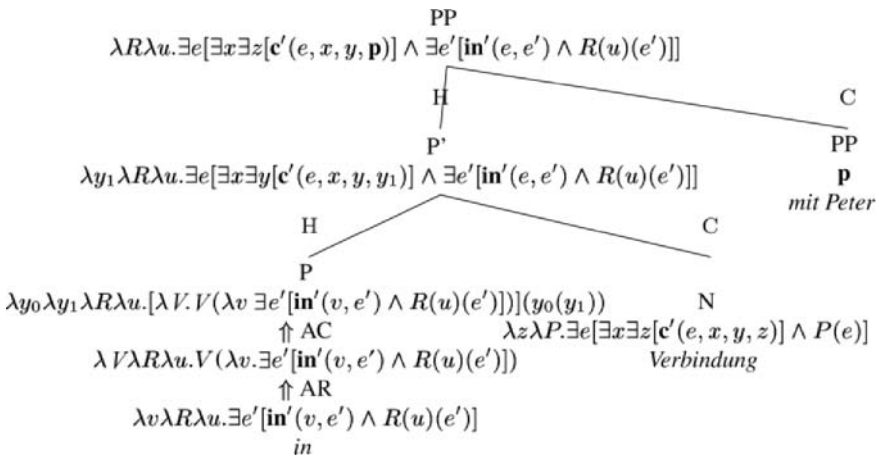 PP
λRλu.∃e[∃x∃z[c′(e, x, y, p)] ∧ ∃e′[in′(e, e′) ∧ R(u)(e′)]]
H C
P’ PP
λy₁λRλu.∃e[∃x∃y[c′(e, x, y, y₁)] ∧ ∃e′[in′(e, e′) ∧ R(u)(e′)]] p
mit Peter
H C
P
λy₀λy₁λRλu.[λV.V(λv ∃e′[in′(v, e′) ∧ R(u)(e′)])](y₀(y₁)) N
⇑ AC λzλP.∃e[∃x∃z[c′(e, x, y, z)] ∧ P(e)]
λVλRλu.V(λv.∃e′[in′(v, e′) ∧ R(u)(e′)]) Verbindung
⇑ AR
λvλRλu.∃e′[in′(v, e′) ∧ R(u)(e′)]
in